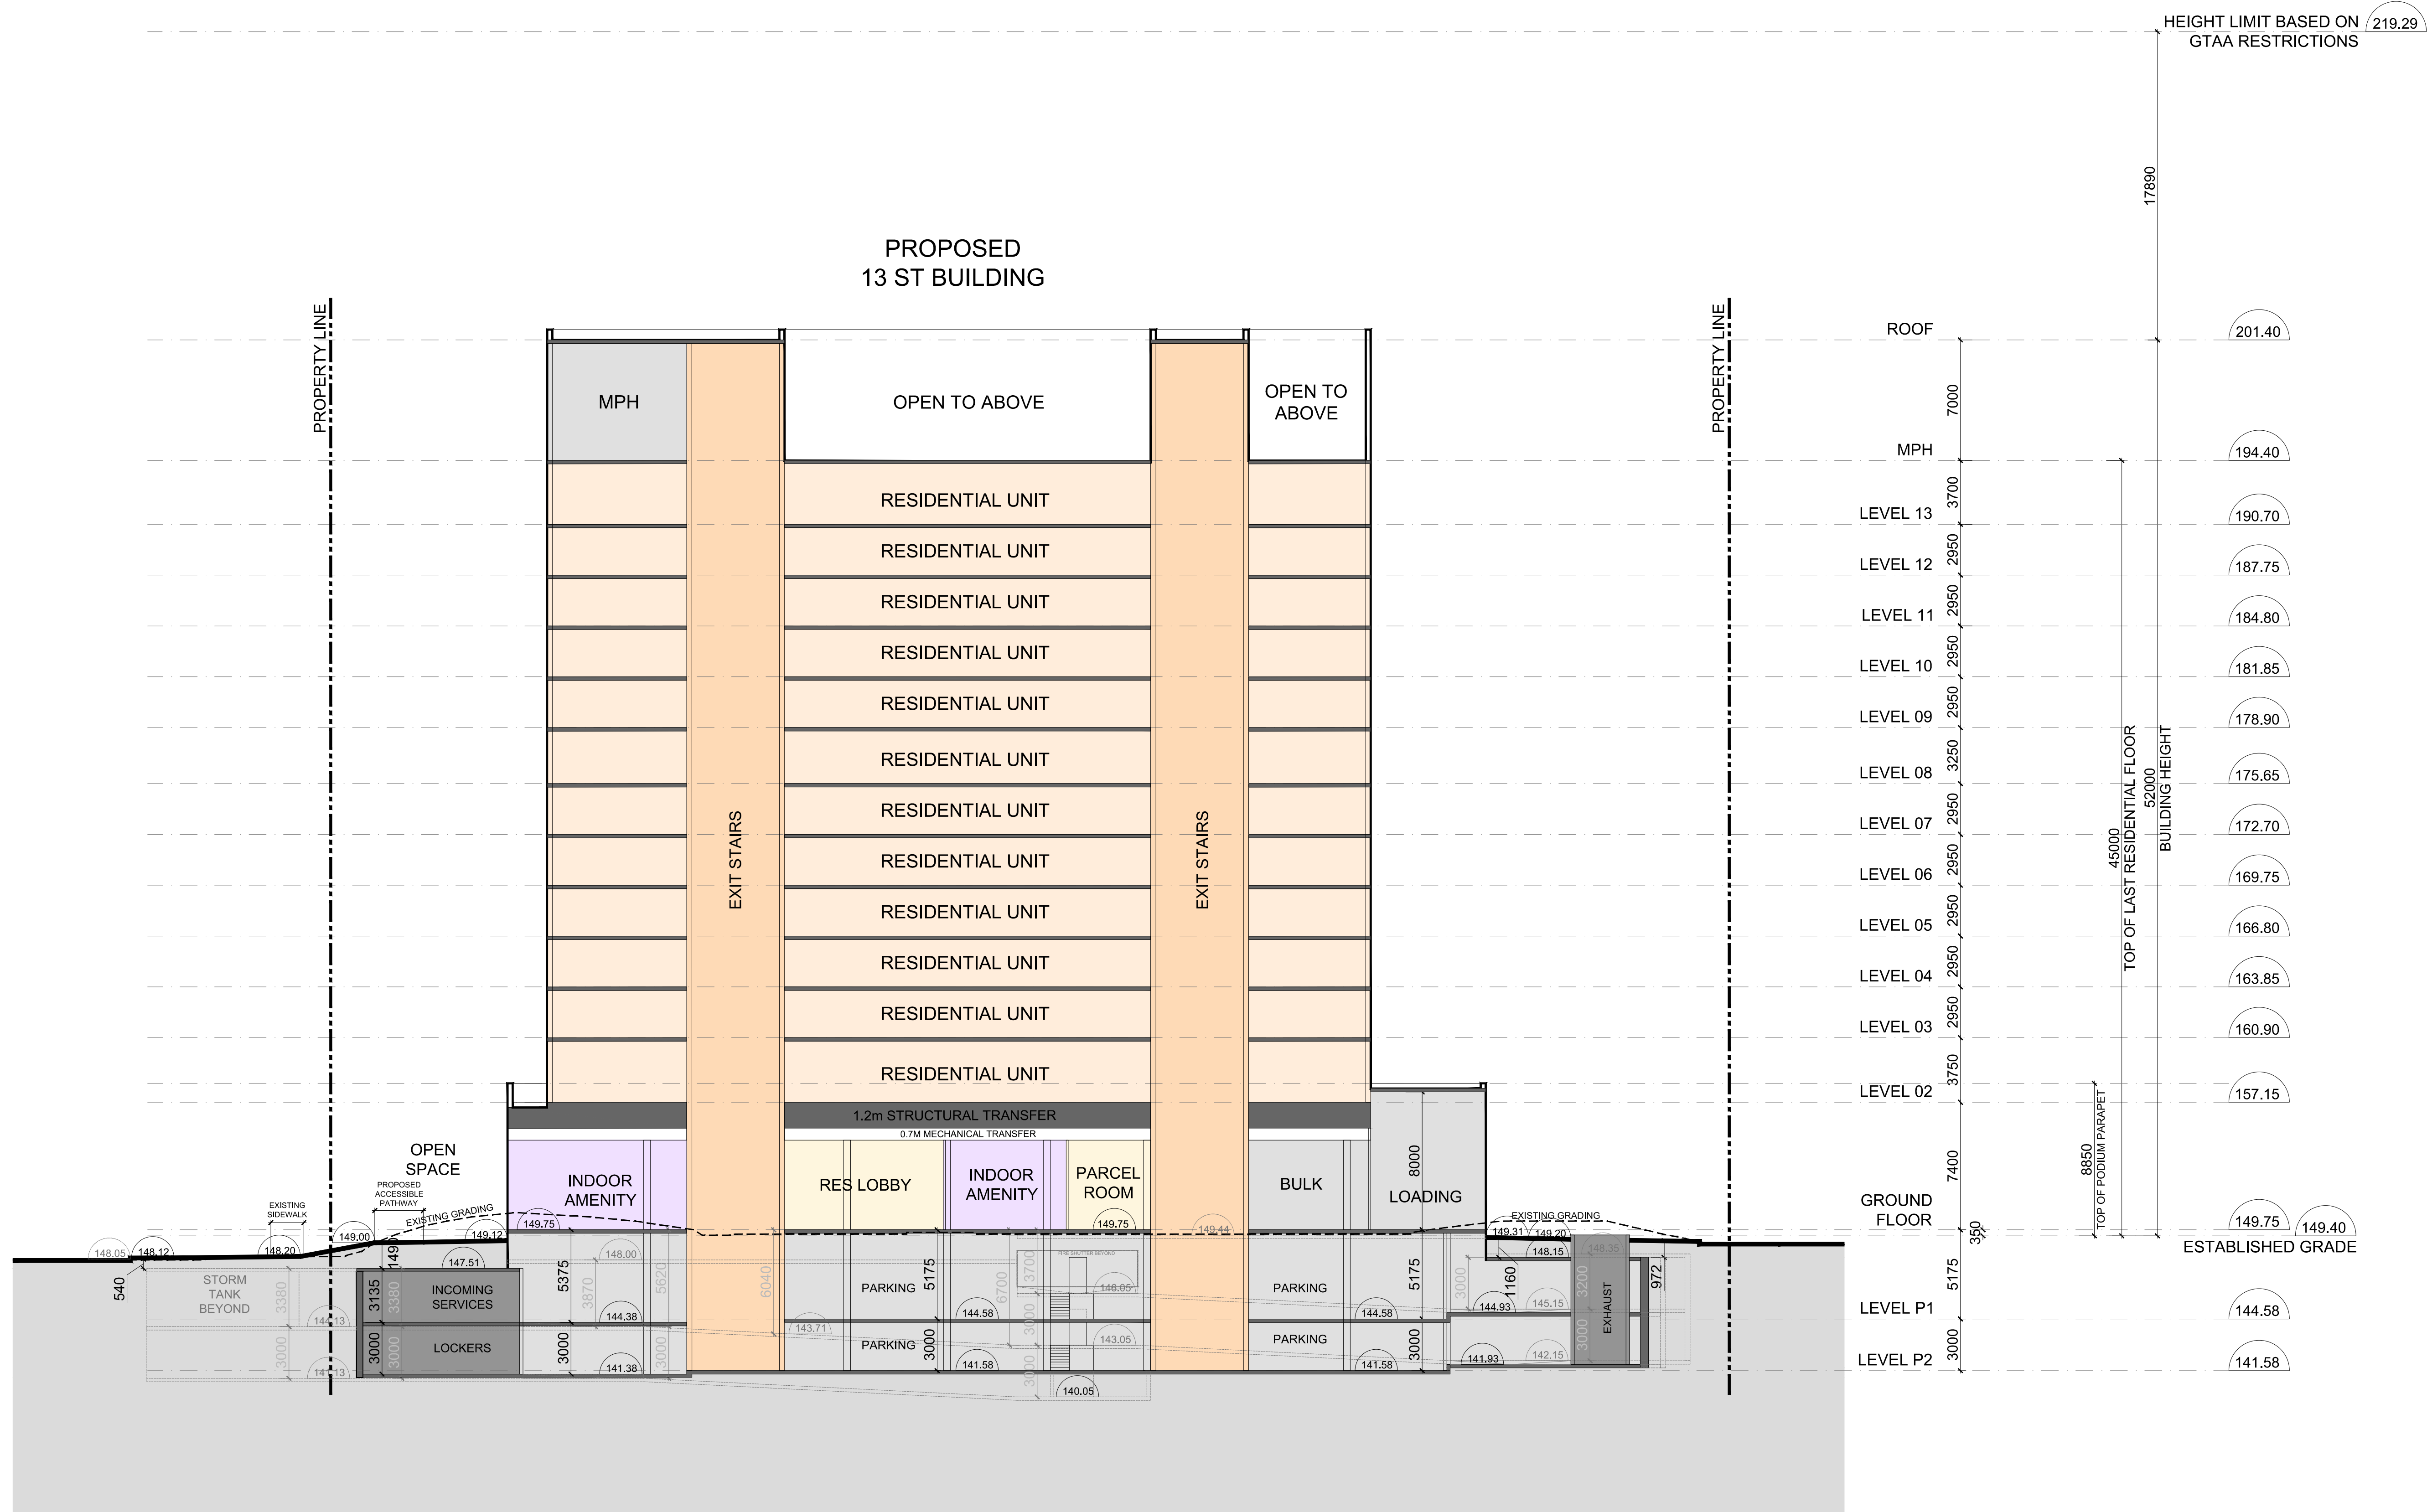 HEIGHT LIMIT BASED ON
GTAA RESTRICTIONS
219.29
17890
PROPOSED
13 ST BUILDING
PROPERTY LINE
PROPERTY LINE
ROOF
201.40
MPH
OPEN TO ABOVE
OPEN TO
ABOVE
7000
MPH
194.40
RESIDENTIAL UNIT
3700
LEVEL 13
190.70
RESIDENTIAL UNIT
2950
LEVEL 12
187.75
RESIDENTIAL UNIT
2950
LEVEL 11
184.80
RESIDENTIAL UNIT
2950
LEVEL 10
181.85
RESIDENTIAL UNIT
2950
LEVEL 09
178.90
RESIDENTIAL UNIT
3250
LEVEL 08
175.65
RESIDENTIAL UNIT
2950
LEVEL 07
172.70
RESIDENTIAL UNIT
2950
LEVEL 06
169.75
RESIDENTIAL UNIT
2950
LEVEL 05
166.80
RESIDENTIAL UNIT
2950
LEVEL 04
163.85
RESIDENTIAL UNIT
2950
LEVEL 03
160.90
RESIDENTIAL UNIT
3750
LEVEL 02
157.15
EXIT STAIRS
EXIT STAIRS
45000
TOP OF LAST RESIDENTIAL FLOOR
52000
BUILDING HEIGHT
1.2m STRUCTURAL TRANSFER
0.7M MECHANICAL TRANSFER
OPEN
SPACE
PROPOSED
ACCESSIBLE
PATHWAY
EXISTING
SIDEWALK
EXISTING GRADING
INDOOR
AMENITY
RES LOBBY
INDOOR
AMENITY
PARCEL
ROOM
BULK
8000
LOADING
EXISTING GRADING
7400
8850
TOP OF PODIUM PARAPET
GROUND
FLOOR
149.75
149.40
ESTABLISHED GRADE
350
148.05
148.12
148.20
149.00
149.12
149.75
149.75
149.44
149.31
149.20
148.15
148.35
540
STORM
TANK
BEYOND
3380
144.13
3000
141.13
149
147.51
3135
3380
INCOMING
SERVICES
3000
3000
LOCKERS
5375
148.00
3870
5620
144.38
3000
3000
141.38
6040
143.71
PARKING
5175
144.58
PARKING
3000
141.58
6700
3700
FIRE SHUTTER BEYOND
146.05
3000
143.05
3000
140.05
PARKING
5175
144.58
PARKING
3000
141.58
3000
1160
144.93
145.15
141.93
142.15
3200
3000
EXHAUST
972
5175
LEVEL P1
144.58
3000
LEVEL P2
141.58